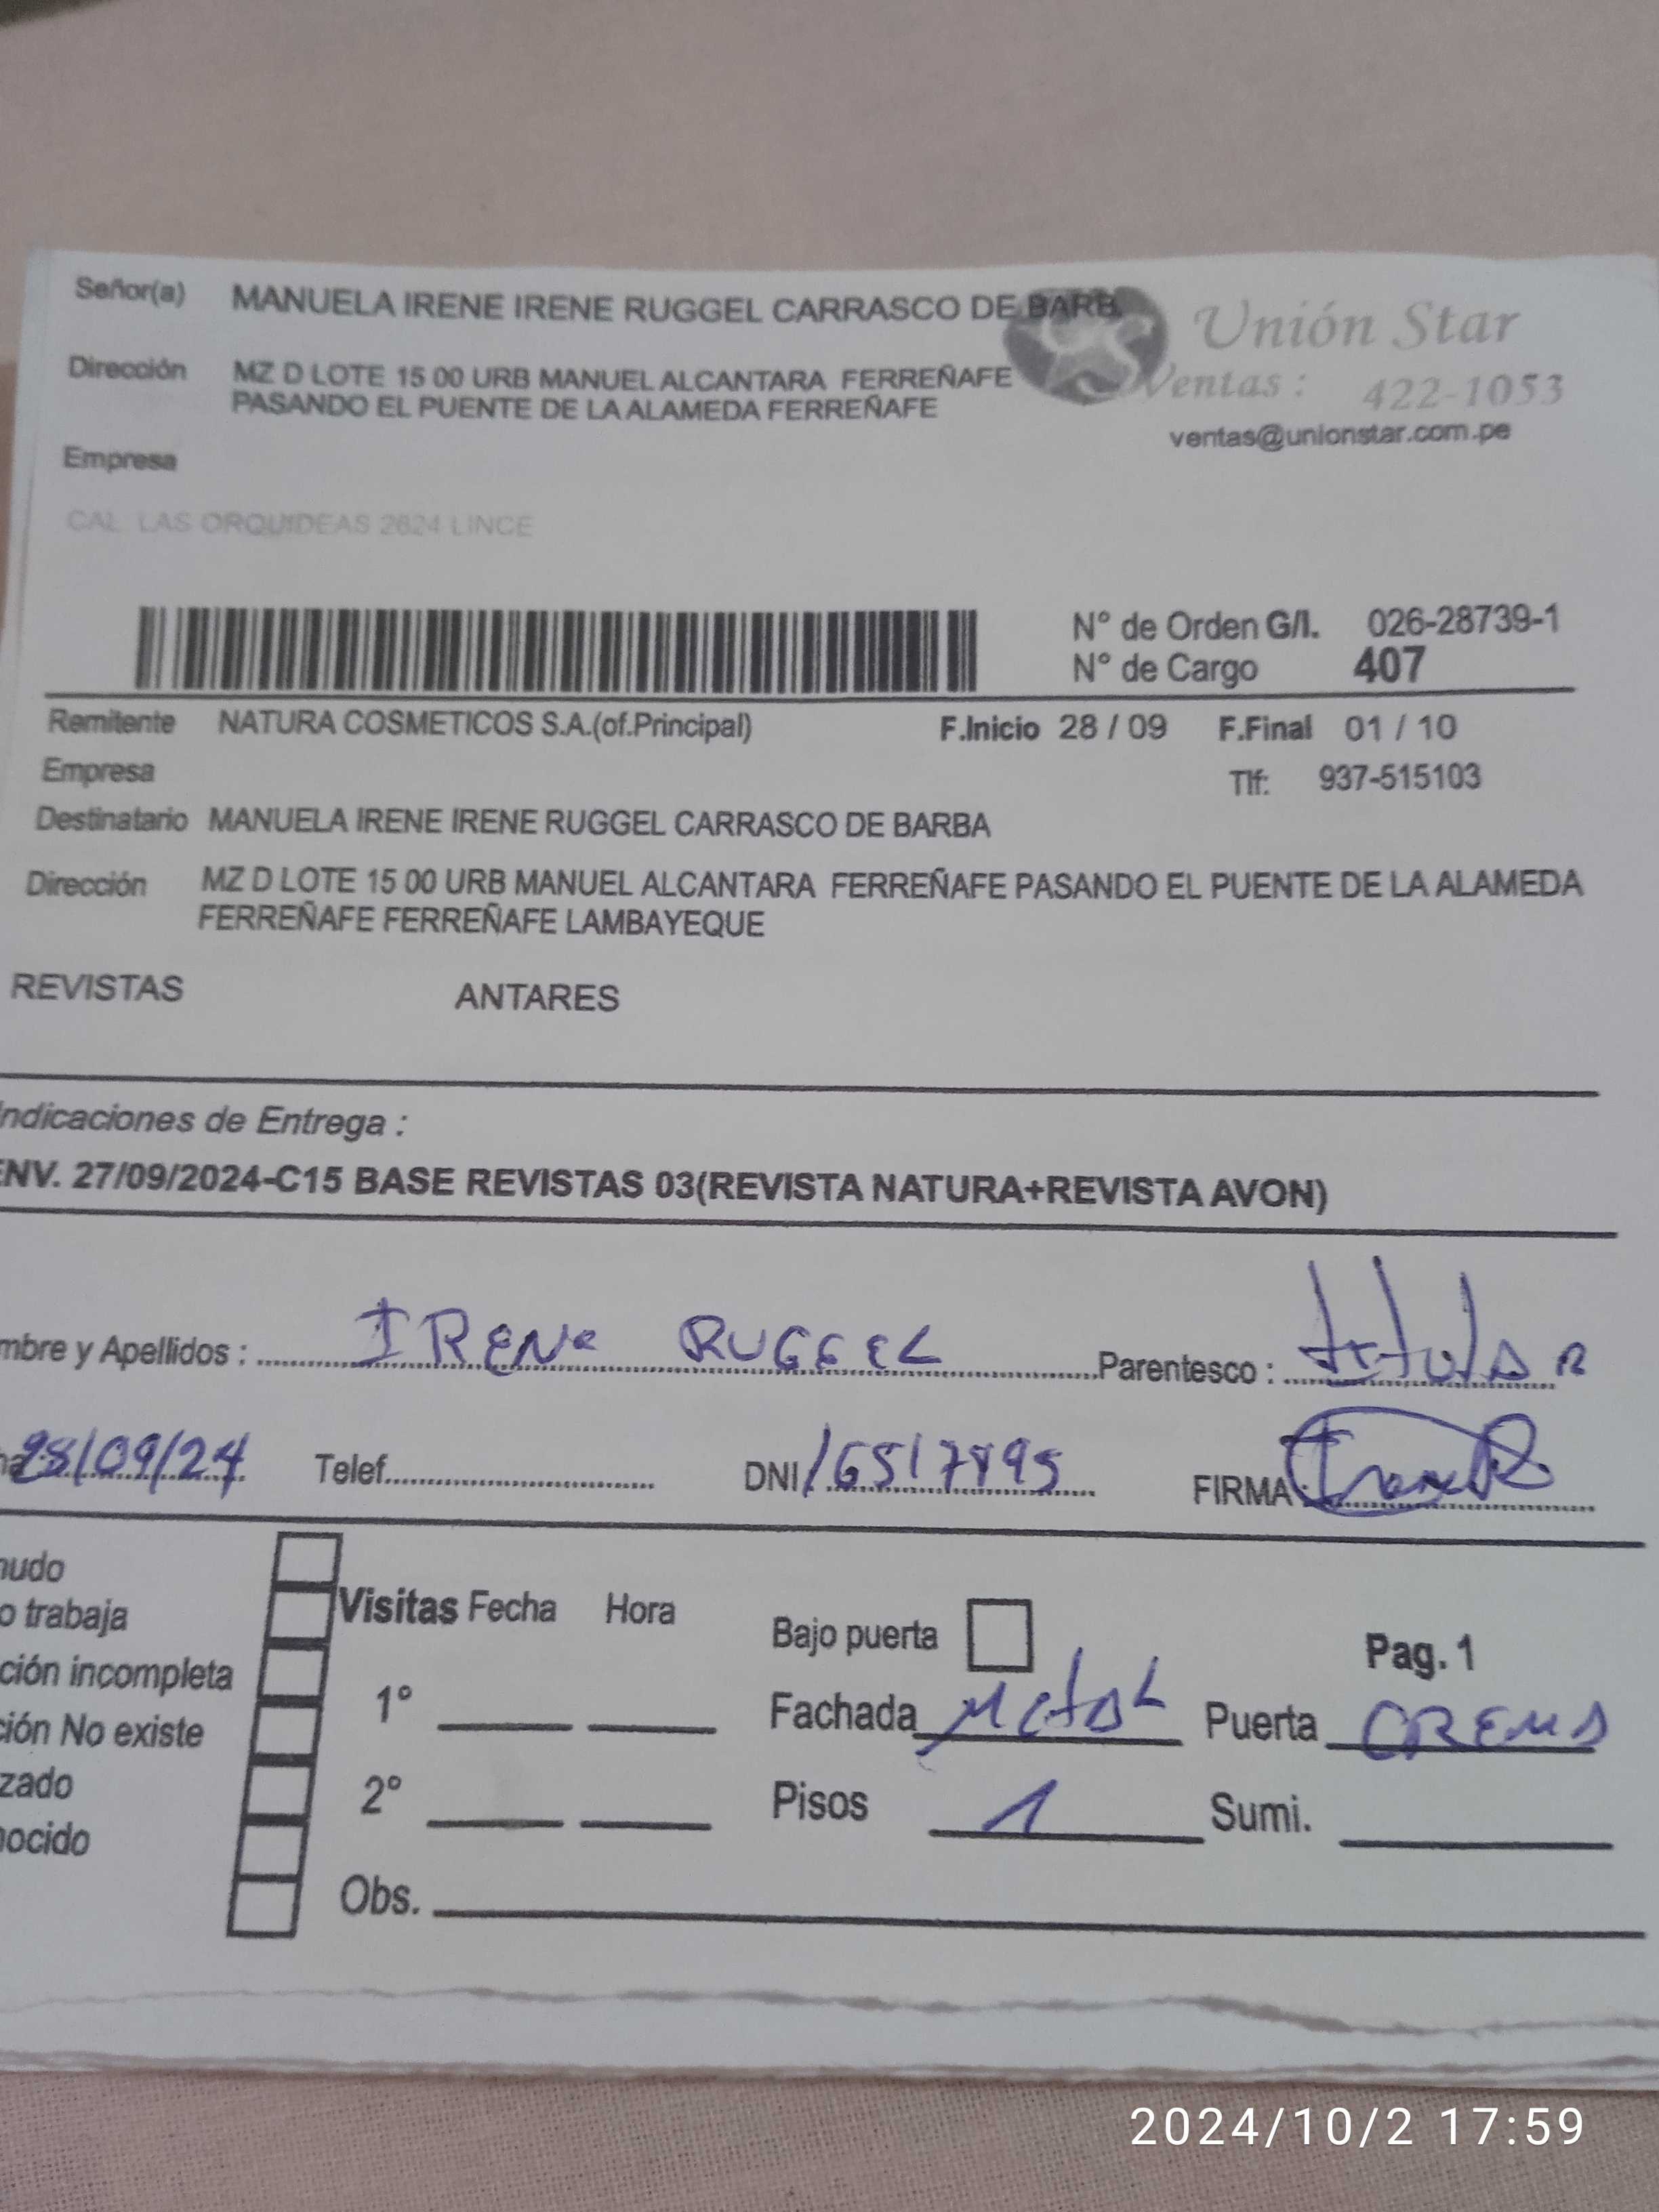 Señor(a) MANUELA IRENE IRENE RUGGEL CARRASCO DE BARB
Unión Star
Dirección MZ D LOTE 15 00 URB MANUEL ALCANTARA FERREÑAFE
PASANDO EL PUENTE DE LA ALAMEDA FERREÑAFE
Ventas : 422-1053
ventas@unionstar.com.pe
Empresa
CAL. LAS ORQUIDEAS 2624 LINCE
N° de Orden G/I. 026-28739-1
N° de Cargo 407
Remitente NATURA COSMETICOS S.A.(of.Principal) F.Inicio 28 / 09 F.Final 01 / 10
Empresa Tlf: 937-515103
Destinatario MANUELA IRENE IRENE RUGGEL CARRASCO DE BARBA
Dirección MZ D LOTE 15 00 URB MANUEL ALCANTARA FERREÑAFE PASANDO EL PUENTE DE LA ALAMEDA
FERREÑAFE FERREÑAFE LAMBAYEQUE
REVISTAS ANTARES
Indicaciones de Entrega :
ENV. 27/09/2024-C15 BASE REVISTAS 03(REVISTA NATURA+REVISTA AVON)
mbre y Apellidos : IRENE RUGGEL Parentesco : titular
28/09/24 Telef. DNI FIRMA:
nudo
o trabaja
Visitas Fecha Hora
Bajo puerta
Pag. 1
ción incompleta
1° Fachada metal Puerta CREMA
ción No existe
zado
2° Pisos 1 Sumi.
nocido
Obs.
2024/10/2 17:59